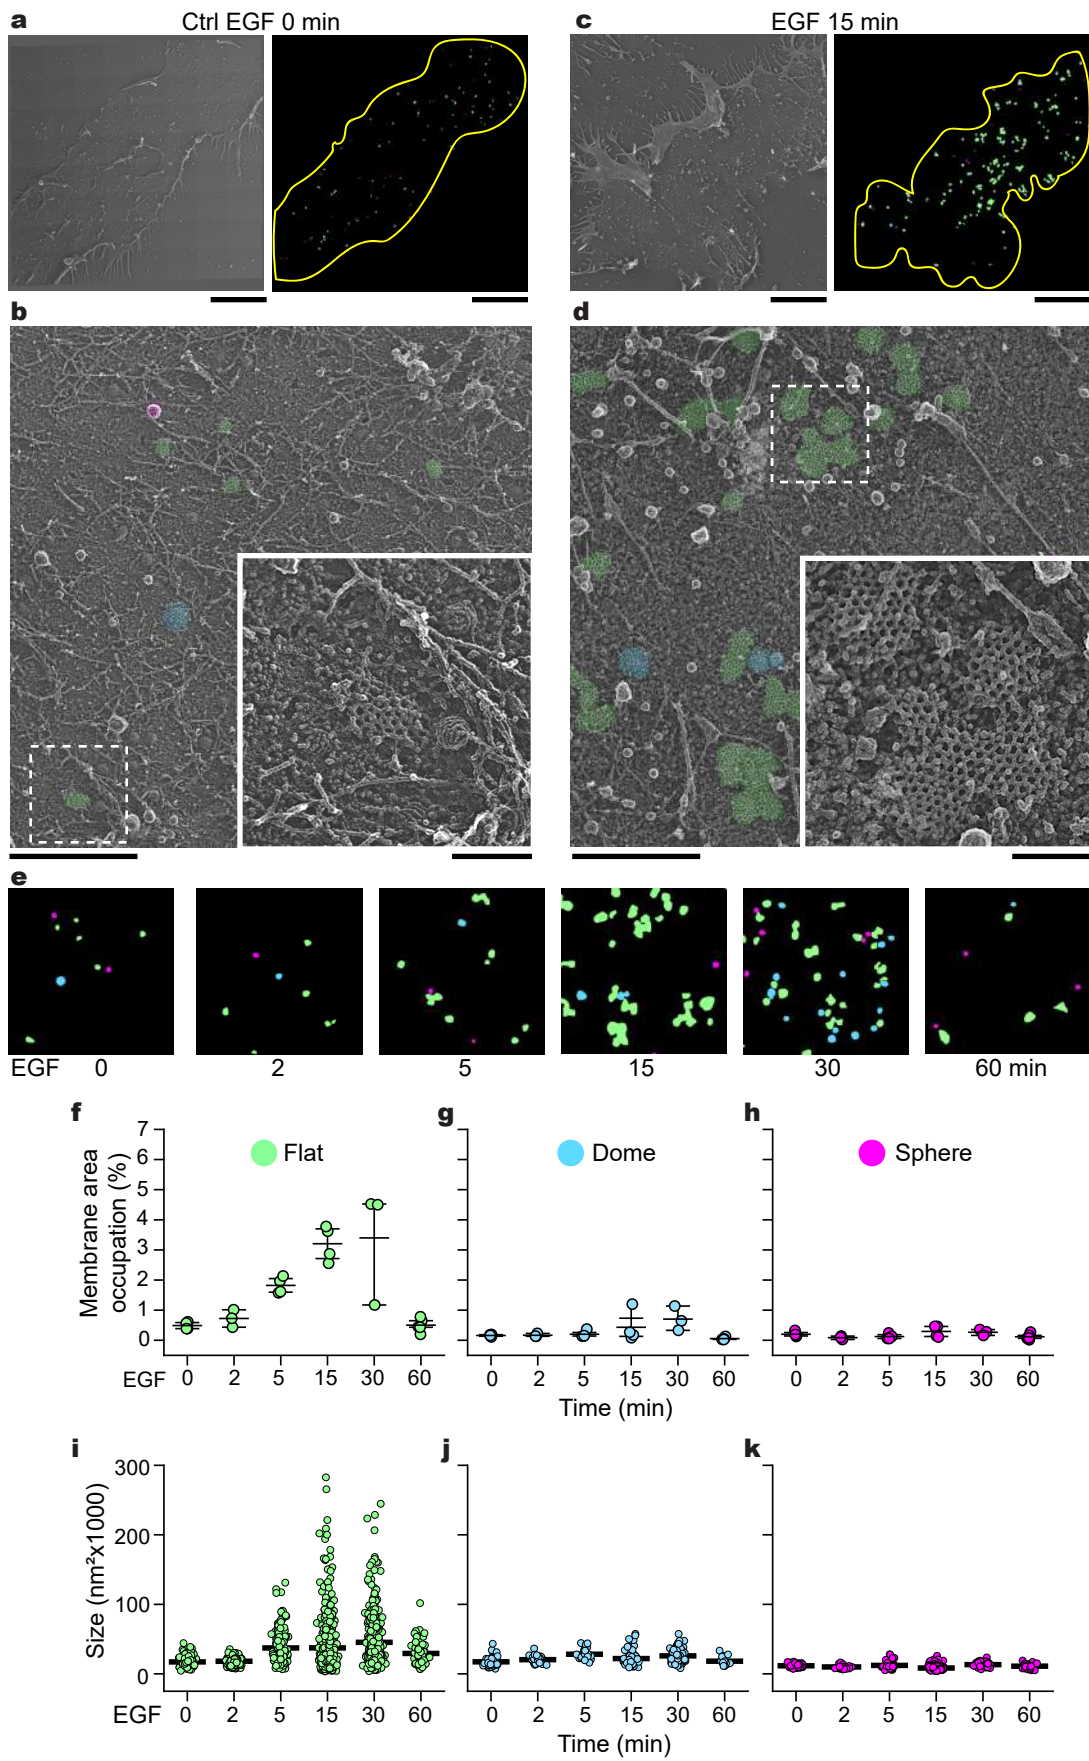 a Ctrl EGF 0 min c EGF 15 min
b d
e
EGF 0 2 5 15 30 60 min
f g h
7
6
5
4
3
2
1
0
Membrane area
occupation (%)
Flat Dome Sphere
EGF 0 2 5 15 30 60 0 2 5 15 30 60 0 2 5 15 30 60
Time (min)
i j k
300
200
100
0
Size (nm²x1000)
EGF 0 2 5 15 30 60 0 2 5 15 30 60 0 2 5 15 30 60
Time (min)